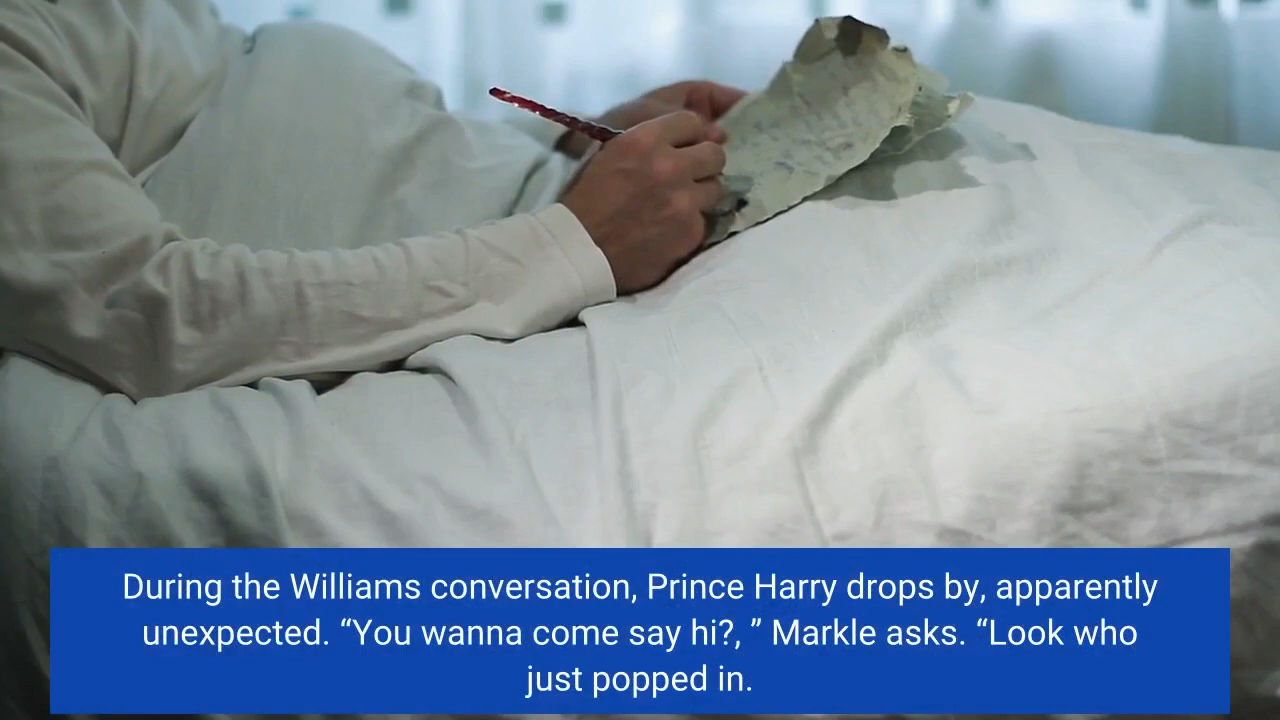 During the Williams conversation, Prince Harry drops by, apparently
unexpected. “You wanna come say hi?, ” Markle asks. “Look who
just popped in.